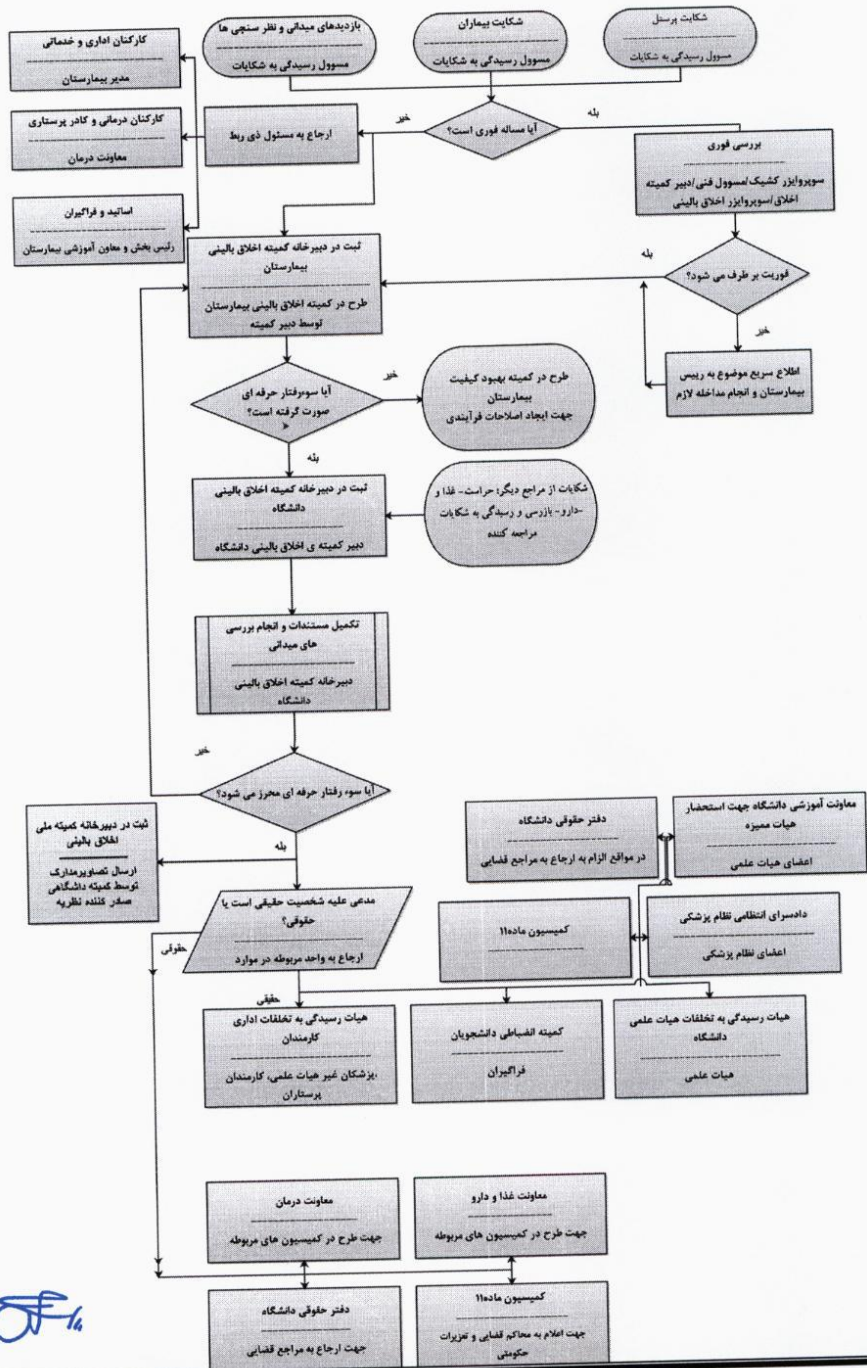 شکایت پرسنل
مسوول رسیدگی به شکایات
شکایت بیماران
مسوول رسیدگی به شکایات
بازدیدهای میدانی و نظر سنجی ها
مسوول رسیدگی به شکایات
کارکنان اداری و خدماتی
مدیر بیمارستان
آیا مساله فوری است؟
بله
خیر
ارجاع به مسئول ذی ربط
کارکنان درمانی و کادر پرستاری
معاونت درمان
اساتید و فراگیران
رئیس بخش و معاون آموزشی بیمارستان
بررسی فوری
سوپروایزر کشیک/مسوول فنی/دبیر کمیته
اخلاق/سوپروایزر اخلاق بالینی
فوریت بر طرف می شود؟
بله
خیر
اطلاع سریع موضوع به رییس
بیمارستان و انجام مداخله لازم
ثبت در دبیرخانه کمیته اخلاق بالینی
بیمارستان
طرح در کمیته اخلاق بالینی بیمارستان
توسط دبیر کمیته
آیا سوءرفتار حرفه ای
صورت گرفته است؟
خیر
بله
طرح در کمیته بهبود کیفیت
بیمارستان
جهت ایجاد اصلاحات فرآیندی
ثبت در دبیرخانه کمیته اخلاق بالینی
دانشگاه
دبیر کمیته ی اخلاق بالینی دانشگاه
شکایات از مراجع دیگر: حراست- غذا و
-دارو- بازرسی و رسیدگی به شکایات
مراجعه کننده
تکمیل مستندات و انجام بررسی
های میدانی
دبیرخانه کمیته اخلاق بالینی
دانشگاه
خیر
آیا سوء رفتار حرفه ای محرز می شود؟
بله
ثبت در دبیرخانه کمیته ملی
اخلاق بالینی
ارسال تصاویرمدارک
توسط کمیته دانشگاهی
صادر کننده نظریه
مدعی علیه شخصیت حقیقی است یا
حقوقی؟
ارجاع به واحد مربوطه در موارد
حقوقی
حقیقی
دفتر حقوقی دانشگاه
در مواقع الزام به ارجاع به مراجع قضایی
معاونت آموزشی دانشگاه جهت استحضار
هیات ممیزه
اعضای هیات علمی
کمیسیون ماده۱۱
دادسرای انتظامی نظام پزشکی
اعضای نظام پزشکی
هیات رسیدگی به تخلفات اداری
کارمندان
،پزشکان غیر هیات علمی، کارمندان
پرستاران
کمیته انضباطی دانشجویان
فراگیران
هیات رسیدگی به تخلفات هیات علمی
دانشگاه
هیات علمی
معاونت درمان
جهت طرح در کمیسیون های مربوطه
معاونت غذا و دارو
جهت طرح در کمیسیون های مربوطه
دفتر حقوقی دانشگاه
جهت ارجاع به مراجع قضایی
کمیسیون ماده۱۱
جهت اعلام به محاکم قضایی و تعزیرات
حکومتی